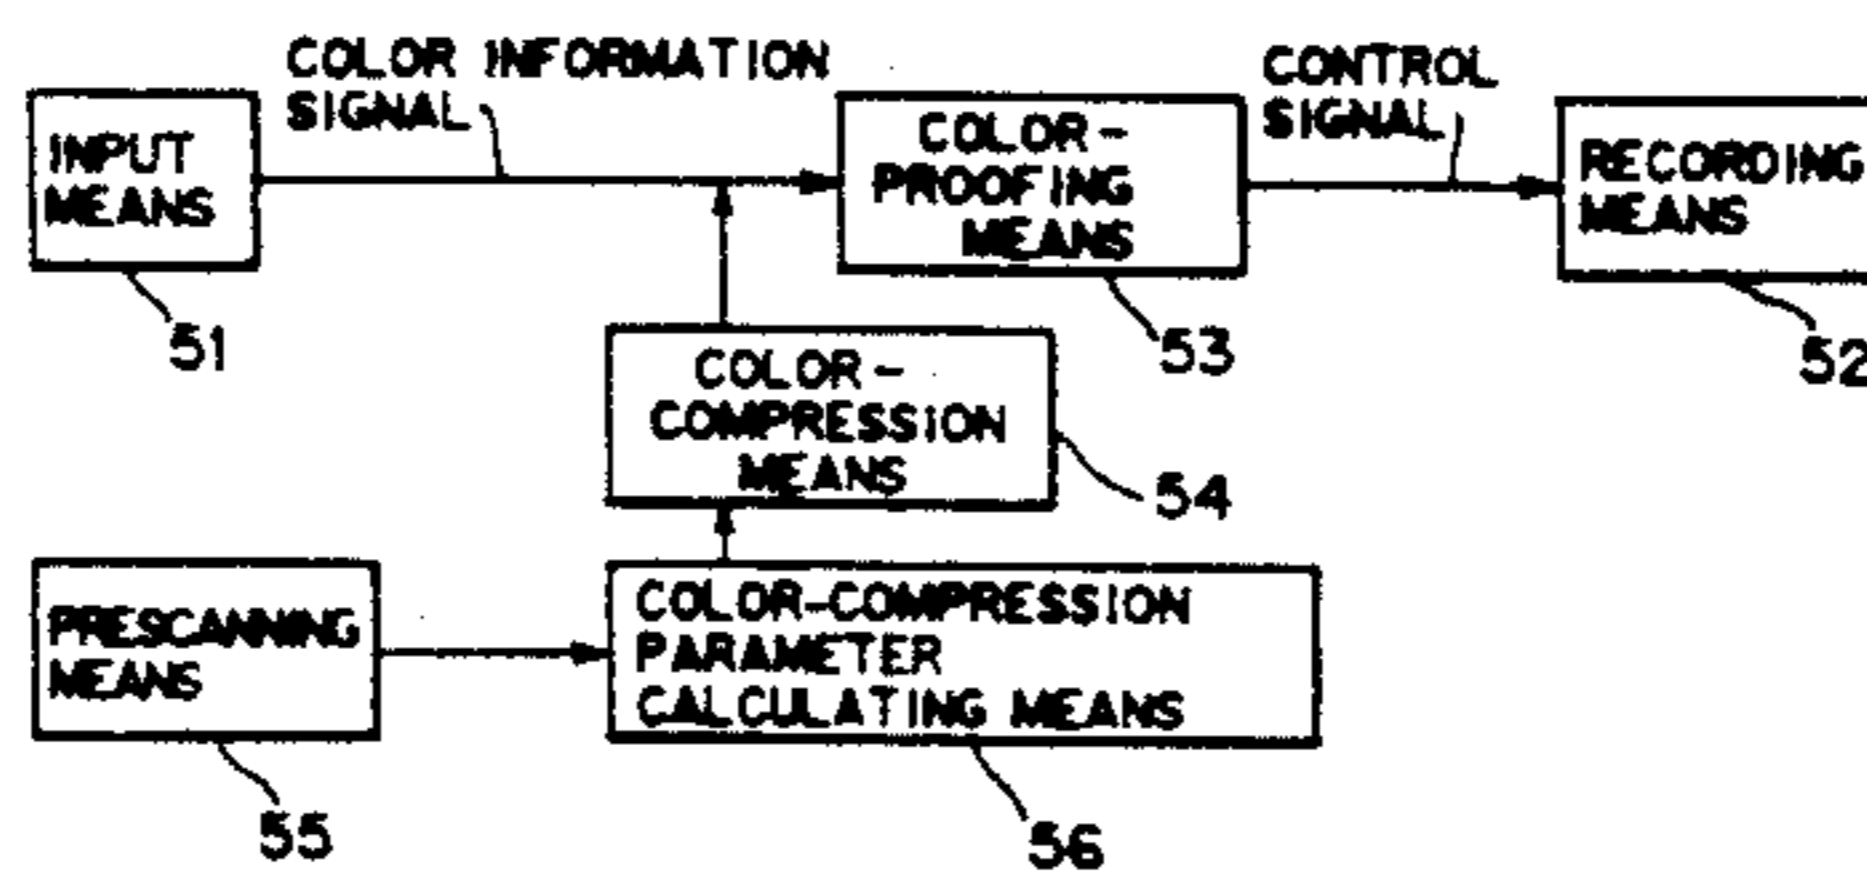 COLOR INFORMATION
SIGNAL
CONTROL
SIGNAL
INPUT
MEANS
COLOR-
PROOFING
MEANS
RECORDING
MEANS
51
53
52
COLOR-
COMPRESSION
MEANS
54
PRESCANNING
MEANS
COLOR-COMPRESSION
PARAMETER
CALCULATING MEANS
55
56